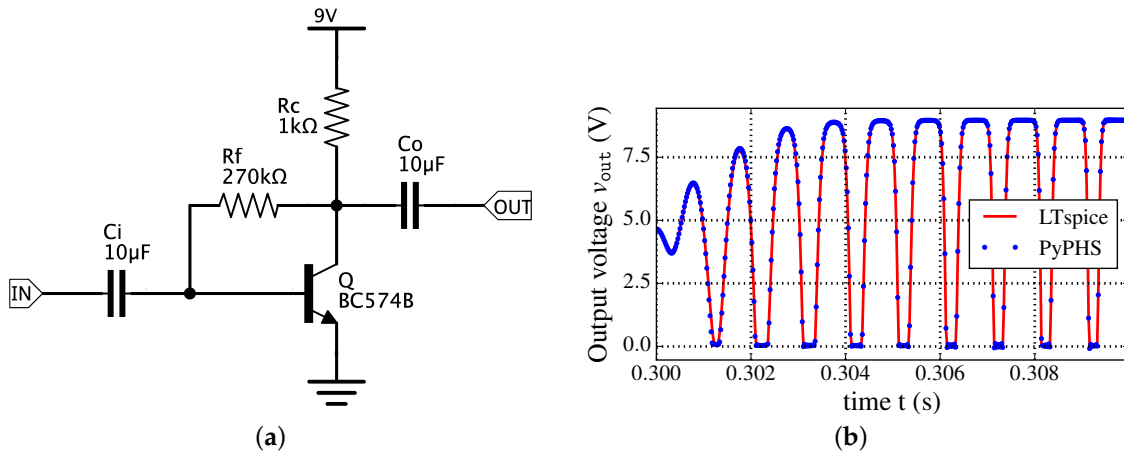 9V
Rc
1kΩ
Rf
270kΩ
Co
10µF
OUT
Ci
10µF
IN
Q
BC574B
(a)
Output voltage vout (V)
7.5
5.0
2.5
0.0
LTspice
PyPHS
0.300 0.302 0.304 0.306 0.308
time t (s)
(b)